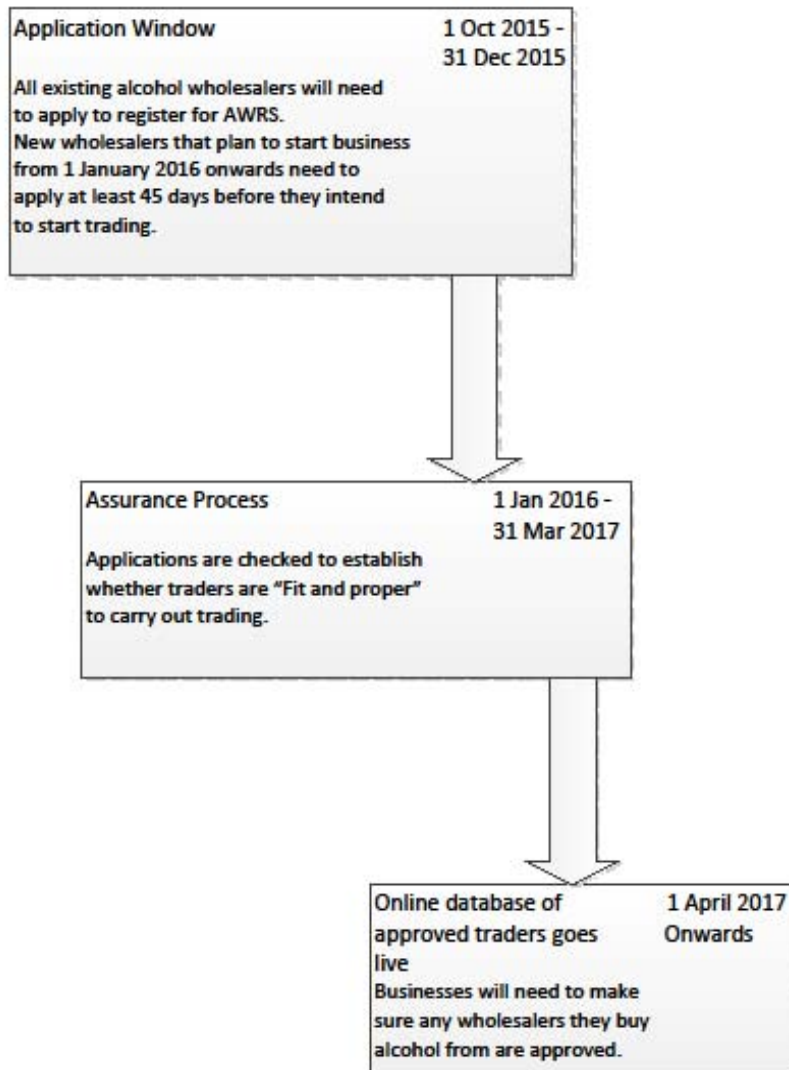 Application Window 1 Oct 2015 -
31 Dec 2015
All existing alcohol wholesalers will need
to apply to register for AWRS.
New wholesalers that plan to start business
from 1 January 2016 onwards need to
apply at least 45 days before they intend
to start trading.
Assurance Process 1 Jan 2016 -
31 Mar 2017
Applications are checked to establish
whether traders are “Fit and proper”
to carry out trading.
Online database of 1 April 2017
approved traders goes Onwards
live
Businesses will need to make
sure any wholesalers they buy
alcohol from are approved.